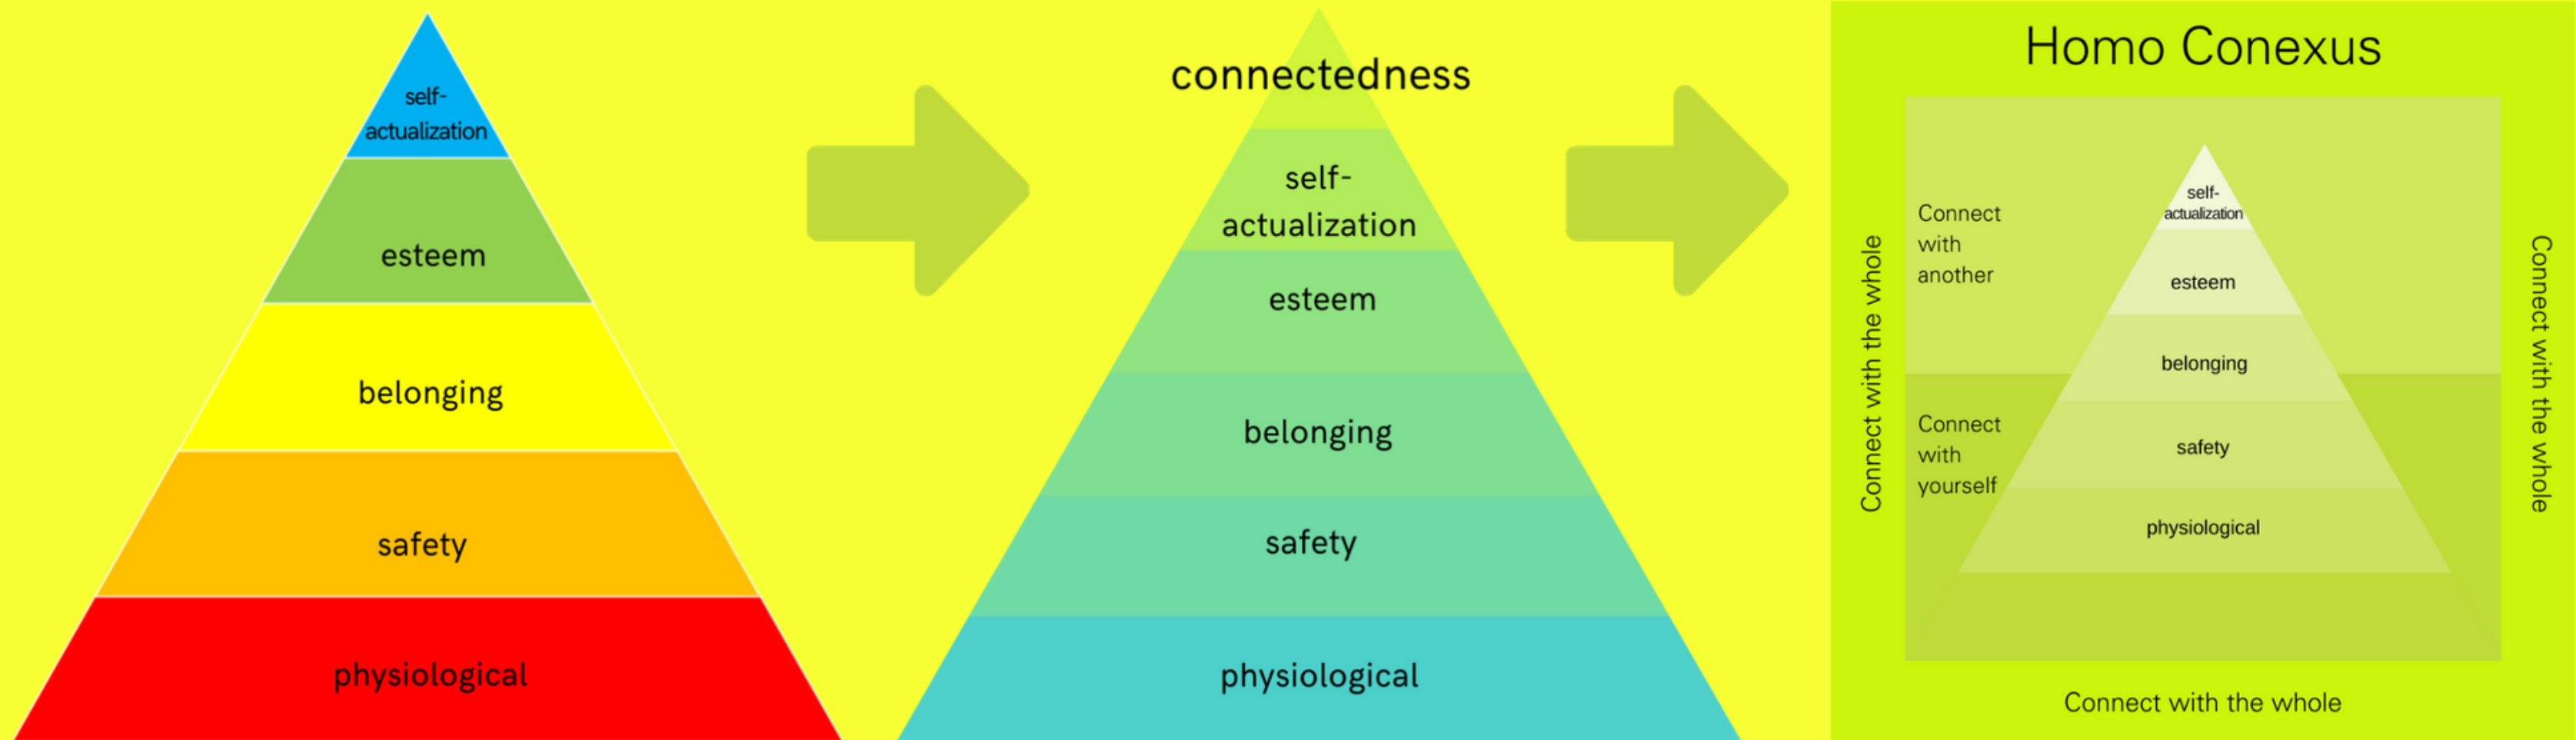 self-
actualization
esteem
belonging
safety
physiological
connectedness
self-
actualization
esteem
belonging
safety
physiological
Homo Conexus
Connect with the whole
Connect
with
another
Connect
with
yourself
self-
actualization
esteem
belonging
safety
physiological
Connect with the whole
Connect with the whole